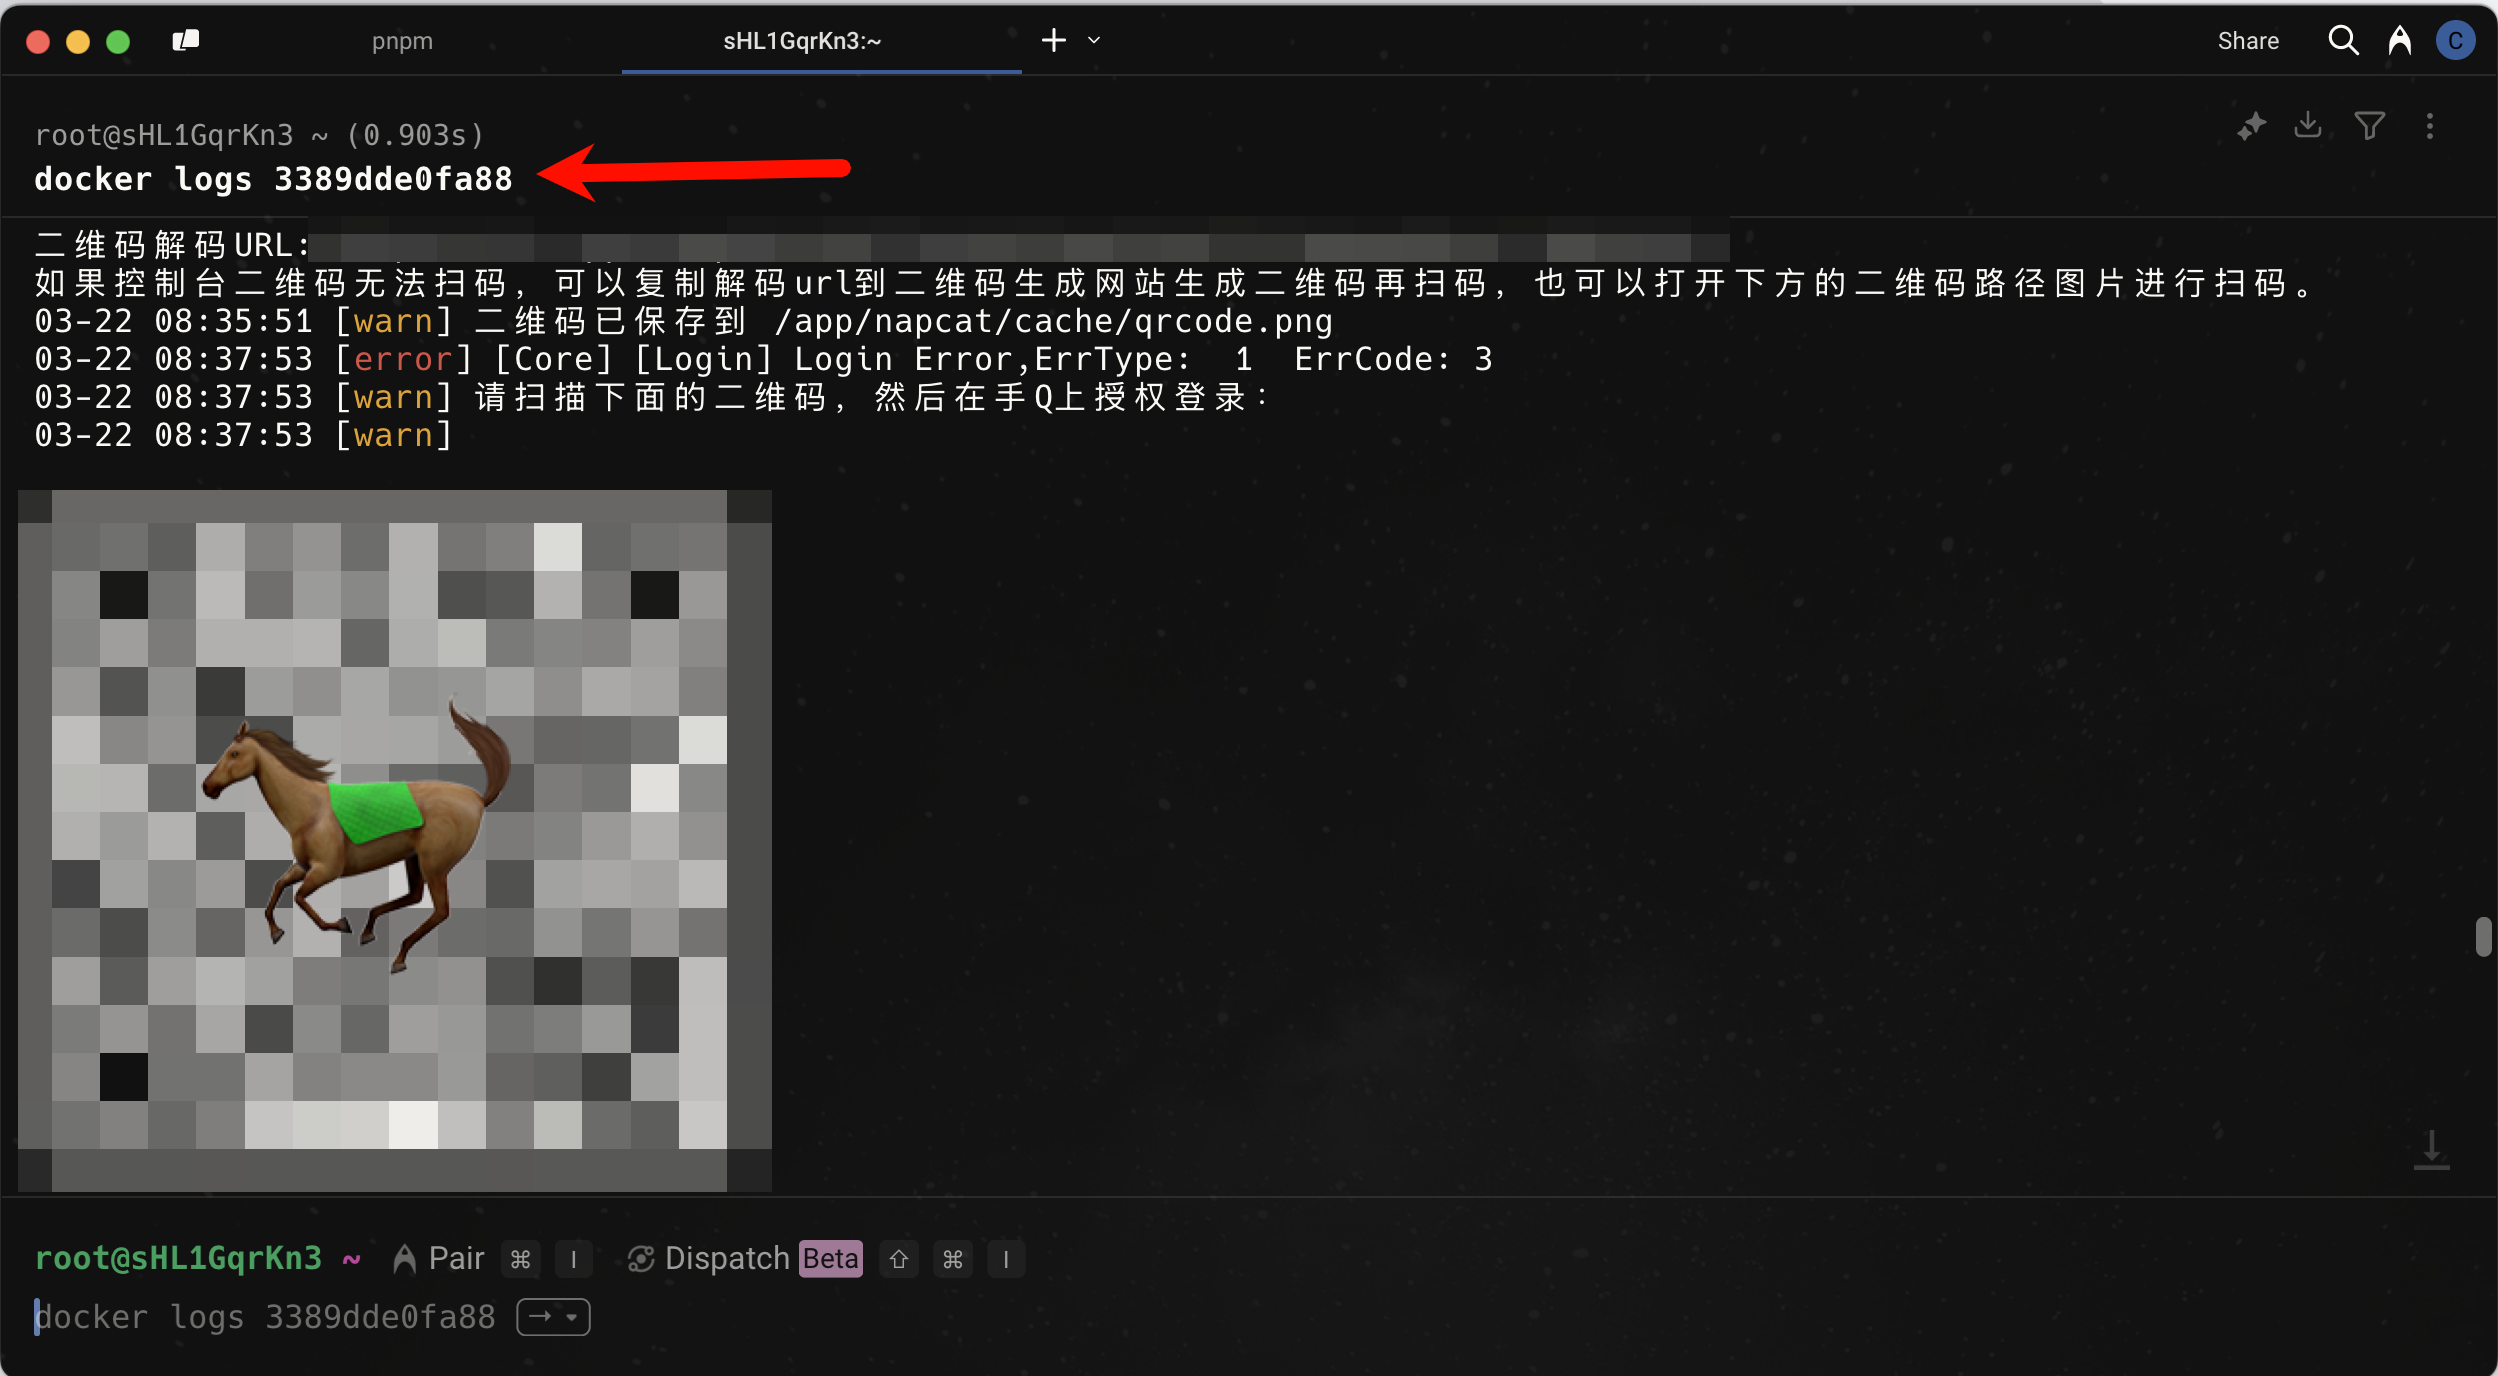 pnpm
sHL1GqrKn3:~
Share
C
root@sHL1GqrKn3 ~ (0.903s)
docker logs 3389dde0fa88
二维码解码URL:
如果控制台二维码无法扫码，可以复制解码url到二维码生成网站生成二维码再扫码，也可以打开下方的二维码路径图片进行扫码。
03-22 08:35:51 [warn] 二维码已保存到 /app/napcat/cache/qrcode.png
03-22 08:37:53 [error] [Core] [Login] Login Error,ErrType:  1  ErrCode: 3
03-22 08:37:53 [warn] 请扫描下面的二维码，然后在手Q上授权登录：
03-22 08:37:53 [warn]
root@sHL1GqrKn3 ~ Pair ⌘ I Dispatch Beta ⇧ ⌘ I
docker logs 3389dde0fa88